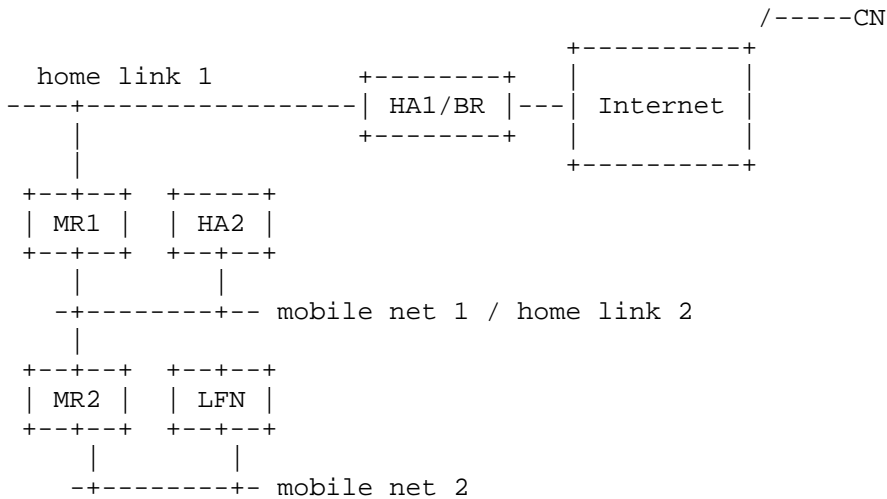 /-----CN
home link 1
HA1/BR
Internet
MR1
HA2
mobile net 1 / home link 2
MR2
LFN
mobile net 2